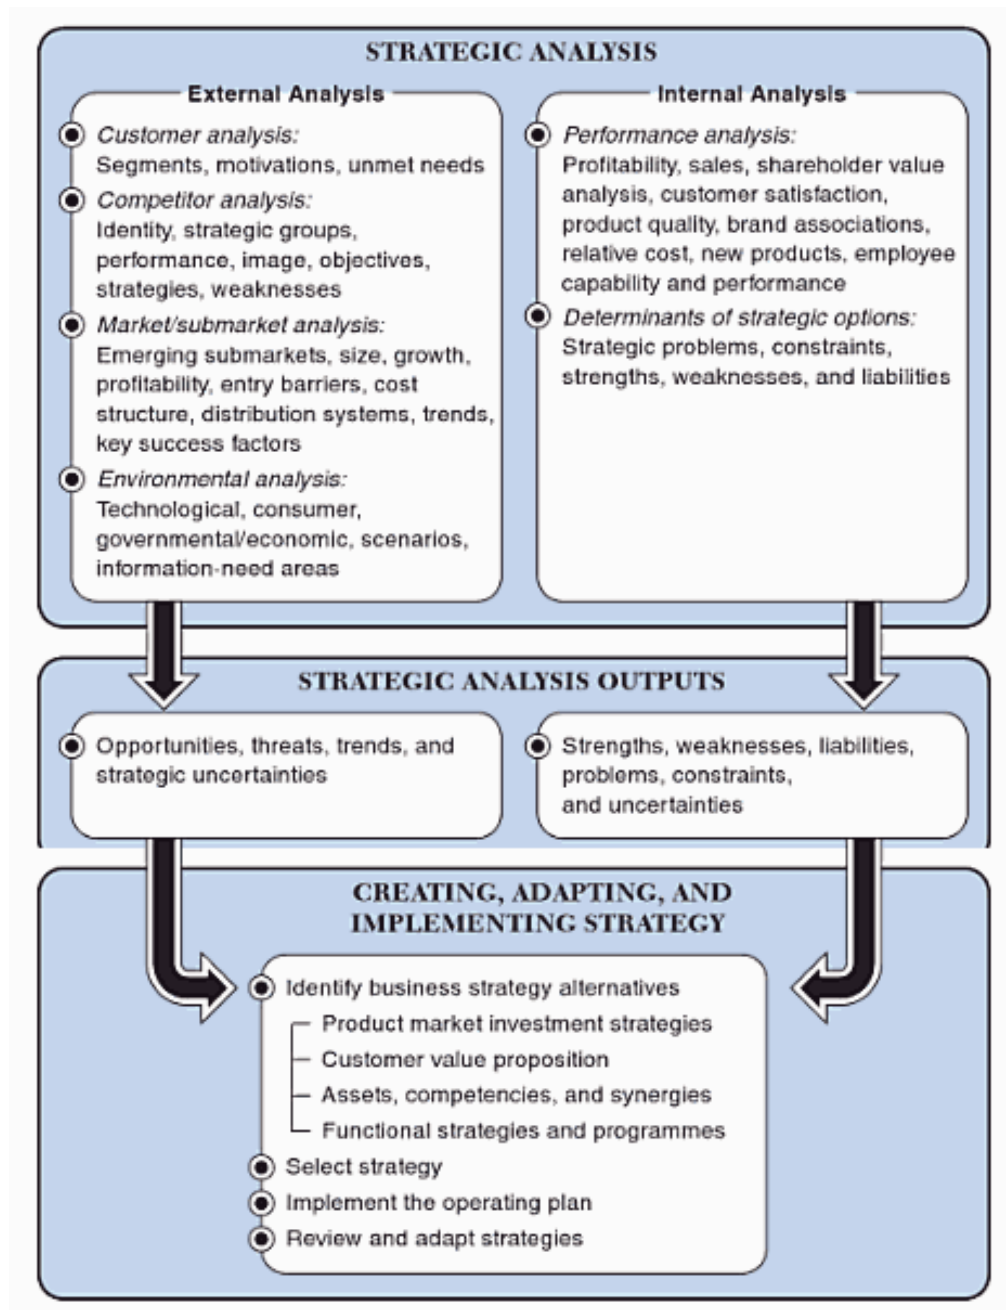 STRATEGIC ANALYSIS
External Analysis
Customer analysis:
Segments, motivations, unmet needs
Competitor analysis:
Identity, strategic groups,
performance, image, objectives,
strategies, weaknesses
Market/submarket analysis:
Emerging submarkets, size, growth,
profitability, entry barriers, cost
structure, distribution systems, trends,
key success factors
Environmental analysis:
Technological, consumer,
governmental/economic, scenarios,
information-need areas
Internal Analysis
Performance analysis:
Profitability, sales, shareholder value
analysis, customer satisfaction,
product quality, brand associations,
relative cost, new products, employee
capability and performance
Determinants of strategic options:
Strategic problems, constraints,
strengths, weaknesses, and liabilities
STRATEGIC ANALYSIS OUTPUTS
Opportunities, threats, trends, and
strategic uncertainties
Strengths, weaknesses, liabilities,
problems, constraints,
and uncertainties
CREATING, ADAPTING, AND
IMPLEMENTING STRATEGY
Identify business strategy alternatives
Product market investment strategies
Customer value proposition
Assets, competencies, and synergies
Functional strategies and programmes
Select strategy
Implement the operating plan
Review and adapt strategies